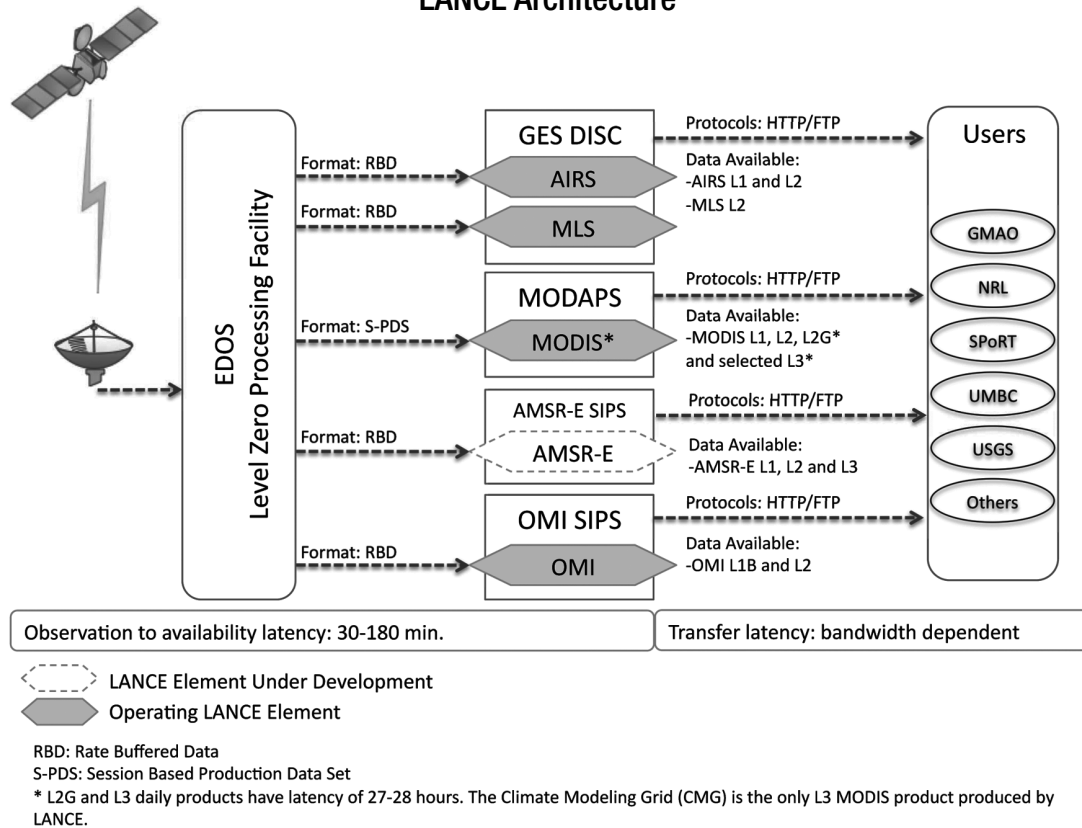 LANCE Architecture
EDOS
Level Zero Processing Facility
Format: RBD
Format: RBD
Format: S-PDS
Format: RBD
Format: RBD
GES DISC
AIRS
MLS
MODAPS
MODIS*
AMSR-E SIPS
AMSR-E
OMI SIPS
OMI
Protocols: HTTP/FTP
Data Available:
-AIRS L1 and L2
-MLS L2
Protocols: HTTP/FTP
Data Available:
-MODIS L1, L2, L2G*
and selected L3*
Protocols: HTTP/FTP
Data Available:
-AMSR-E L1, L2 and L3
Protocols: HTTP/FTP
Data Available:
-OMI L1B and L2
Users
GMAO
NRL
SPoRT
UMBC
USGS
Others
Observation to availability latency: 30-180 min.
Transfer latency: bandwidth dependent
LANCE Element Under Development
Operating LANCE Element
RBD: Rate Buffered Data
S-PDS: Session Based Production Data Set
* L2G and L3 daily products have latency of 27-28 hours. The Climate Modeling Grid (CMG) is the only L3 MODIS product produced by
LANCE.